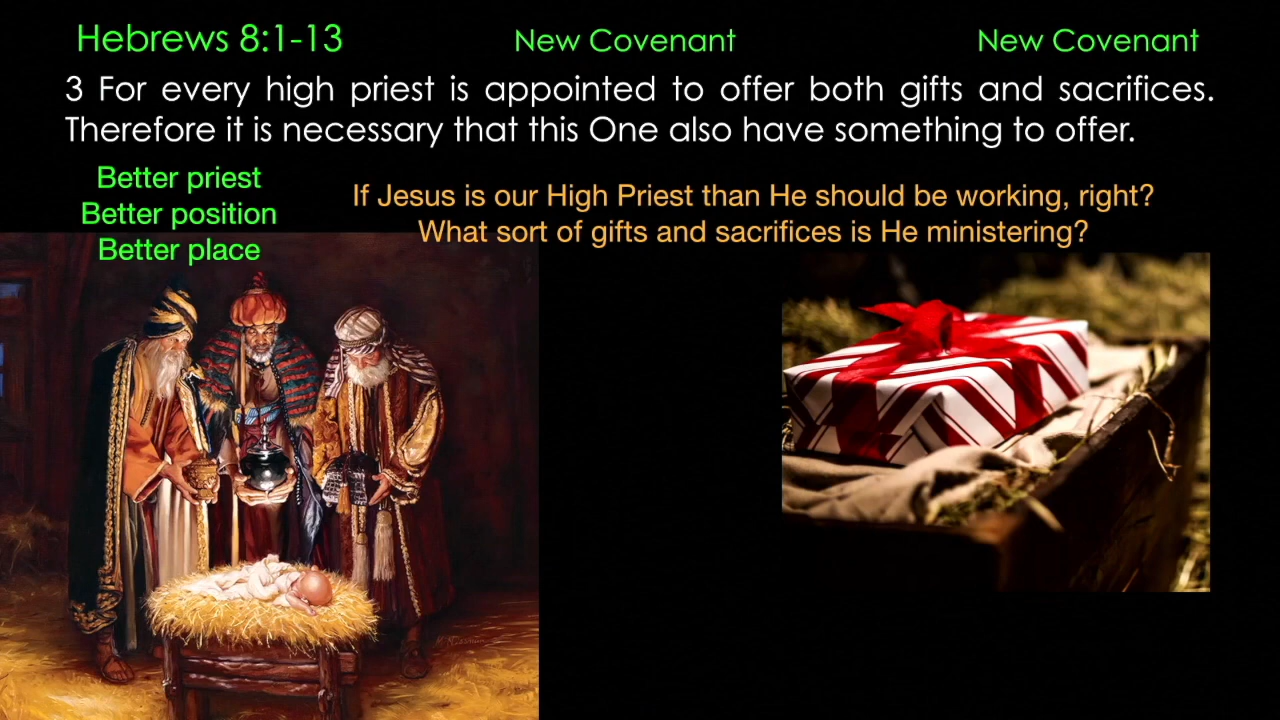 Hebrews 8:1-13
New Covenant
New Covenant
3 For every high priest is appointed to offer both gifts and sacrifices.
Therefore it is necessary that this One also have something to offer.
Better priest
Better position
Better place
If Jesus is our High Priest than He should be working, right?
What sort of gifts and sacrifices is He ministering?